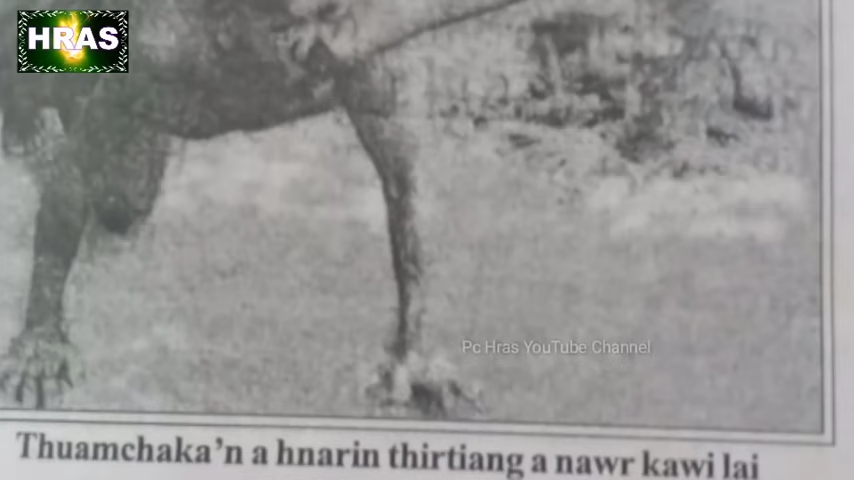 HRAS
Pc Hras YouTube Channel
Thuamchaka’n a hnarin thirtiang a nawr kawi lai